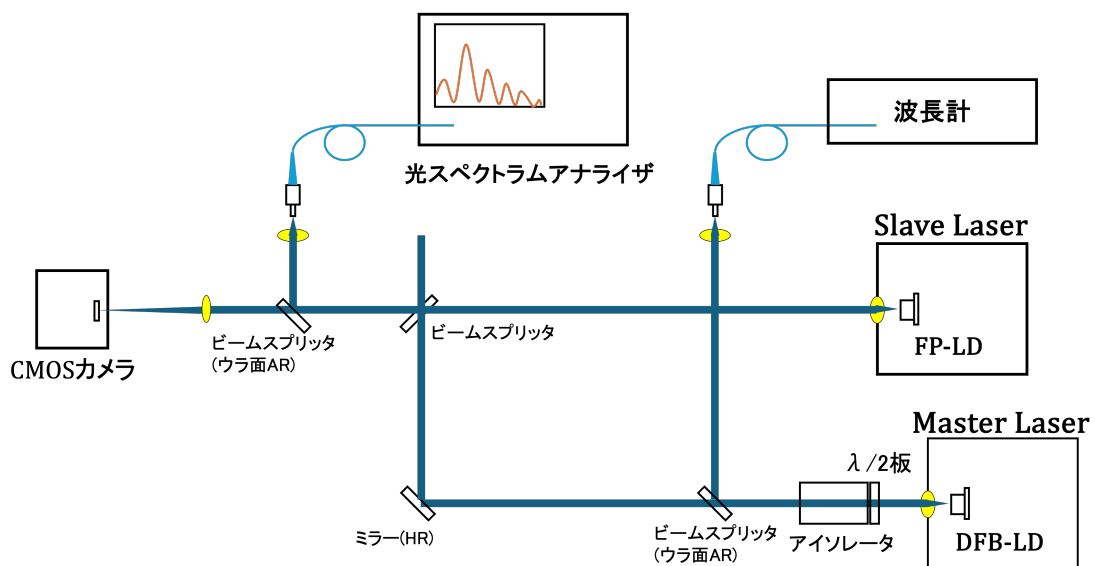 波長計
光スペクトラムアナライザ
Slave Laser
FP-LD
ビームスプリッタ
(ウラ面AR)
ビームスプリッタ
CMOSカメラ
Master Laser
λ/2板
ミラー(HR)
ビームスプリッタ
(ウラ面AR)
アイソレータ
DFB-LD